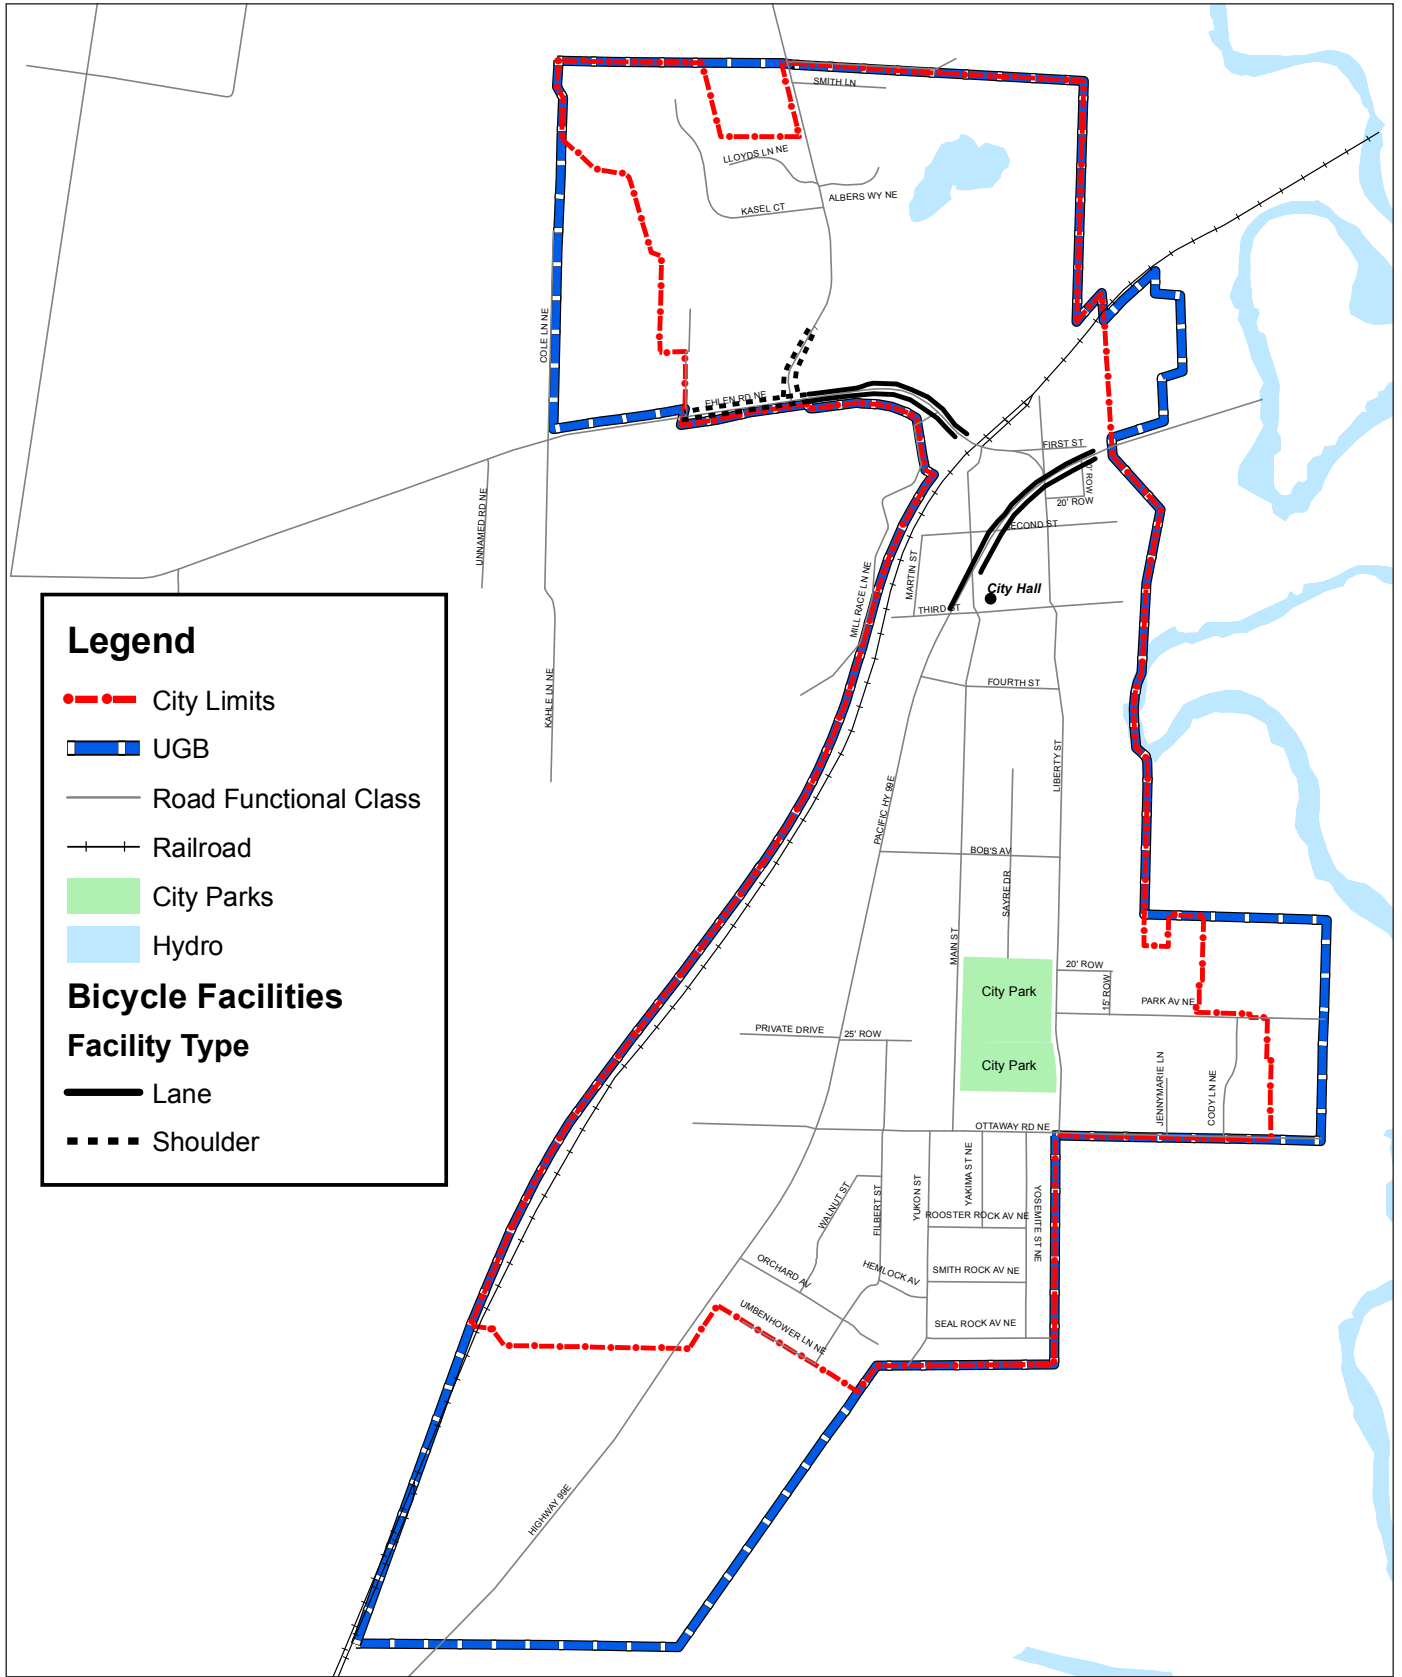 SMITH LN
LLOYDS LN NE
ALBERS WY NE
KASEL CT
COLE LN NE
EHLEN RD NE
FIRST ST
20' ROW
SECOND ST
UNNAMED RD NE
MARTIN ST
MILL RACE LN NE
City Hall
THIRD ST
KAHLE LN NE
FOURTH ST
LIBERTY ST
PACIFIC HY 99E
BOB'S AV
SAYRE DR
MAIN ST
20' ROW
15' ROW
City Park
PARK AV NE
PRIVATE DRIVE
25' ROW
City Park
JENNYMARIE LN
CODY LN NE
OTTAWAY RD NE
WALNUT ST
FILBERT ST
YUKON ST
YAKIMA ST NE
YOSEMITE ST NE
ROOSTER ROCK AV NE
ORCHARD AV
HEMLOCK AV
SMITH ROCK AV NE
UMBENHOWER LN NE
SEAL ROCK AV NE
HIGHWAY 99E
Legend
City Limits
UGB
Road Functional Class
Railroad
City Parks
Hydro
Bicycle Facilities
Facility Type
Lane
Shoulder